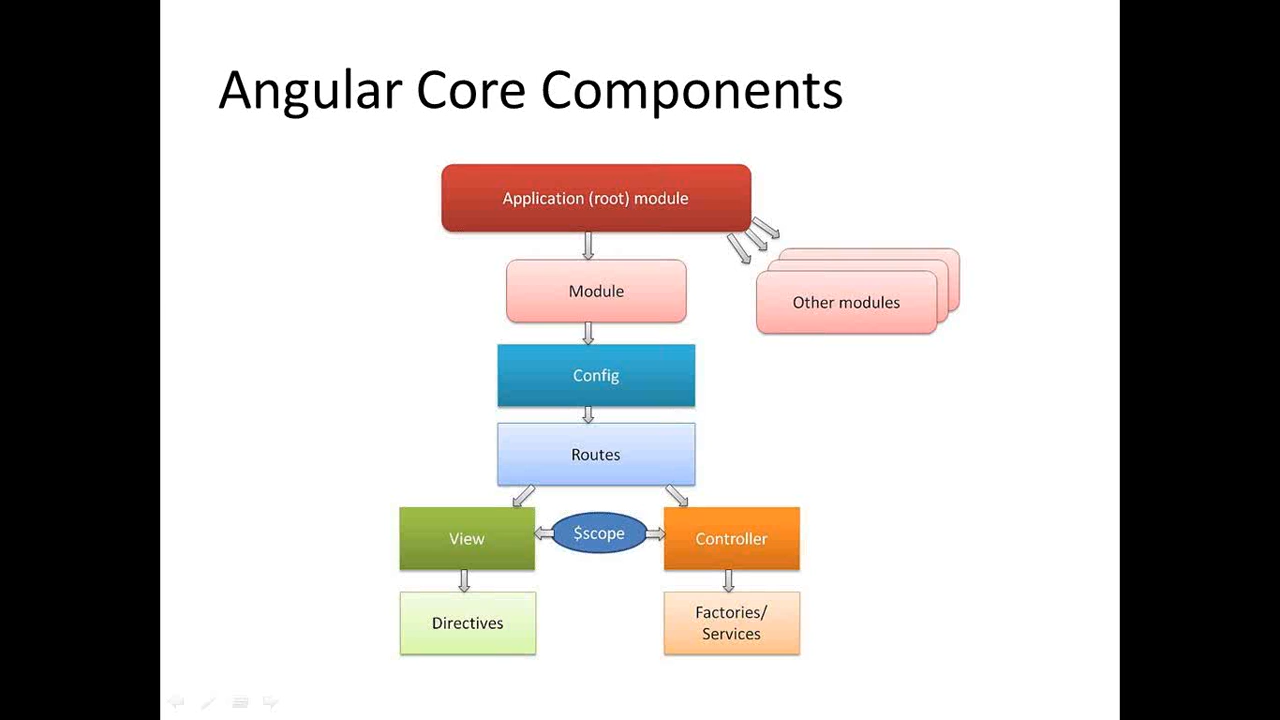 Angular Core Components
Application (root) module
Module
Other modules
Config
Routes
View
$scope
Controller
Directives
Factories/
Services